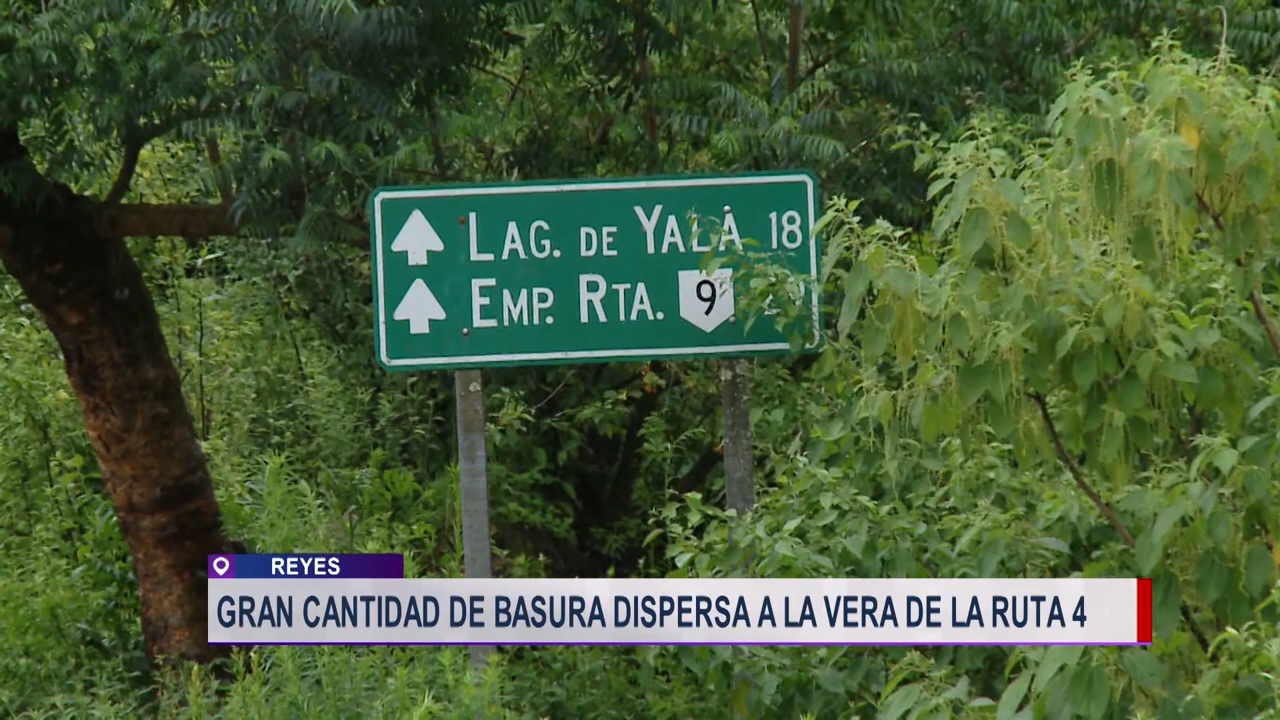 LAG. DE YALA 18
EMP. RTA. 9
REYES
GRAN CANTIDAD DE BASURA DISPERSA A LA VERA DE LA RUTA 4